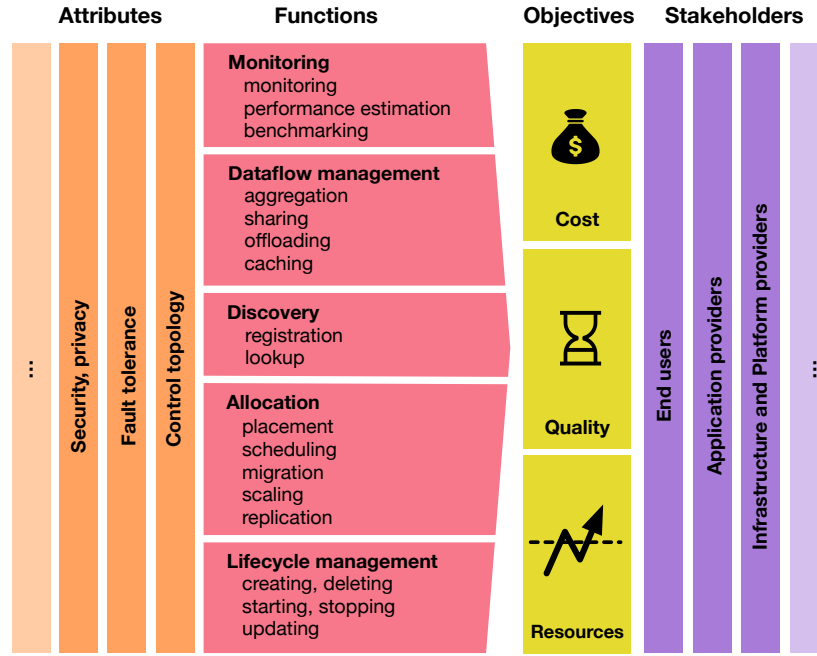 Attributes
Functions
Objectives
Stakeholders
...
Security, privacy
Fault tolerance
Control topology
Monitoring
monitoring
performance estimation
benchmarking
Dataflow management
aggregation
sharing
offloading
caching
Discovery
registration
lookup
Allocation
placement
scheduling
migration
scaling
replication
Lifecycle management
creating, deleting
starting, stopping
updating
$
Cost
Quality
Resources
End users
Application providers
Infrastructure and Platform providers
...